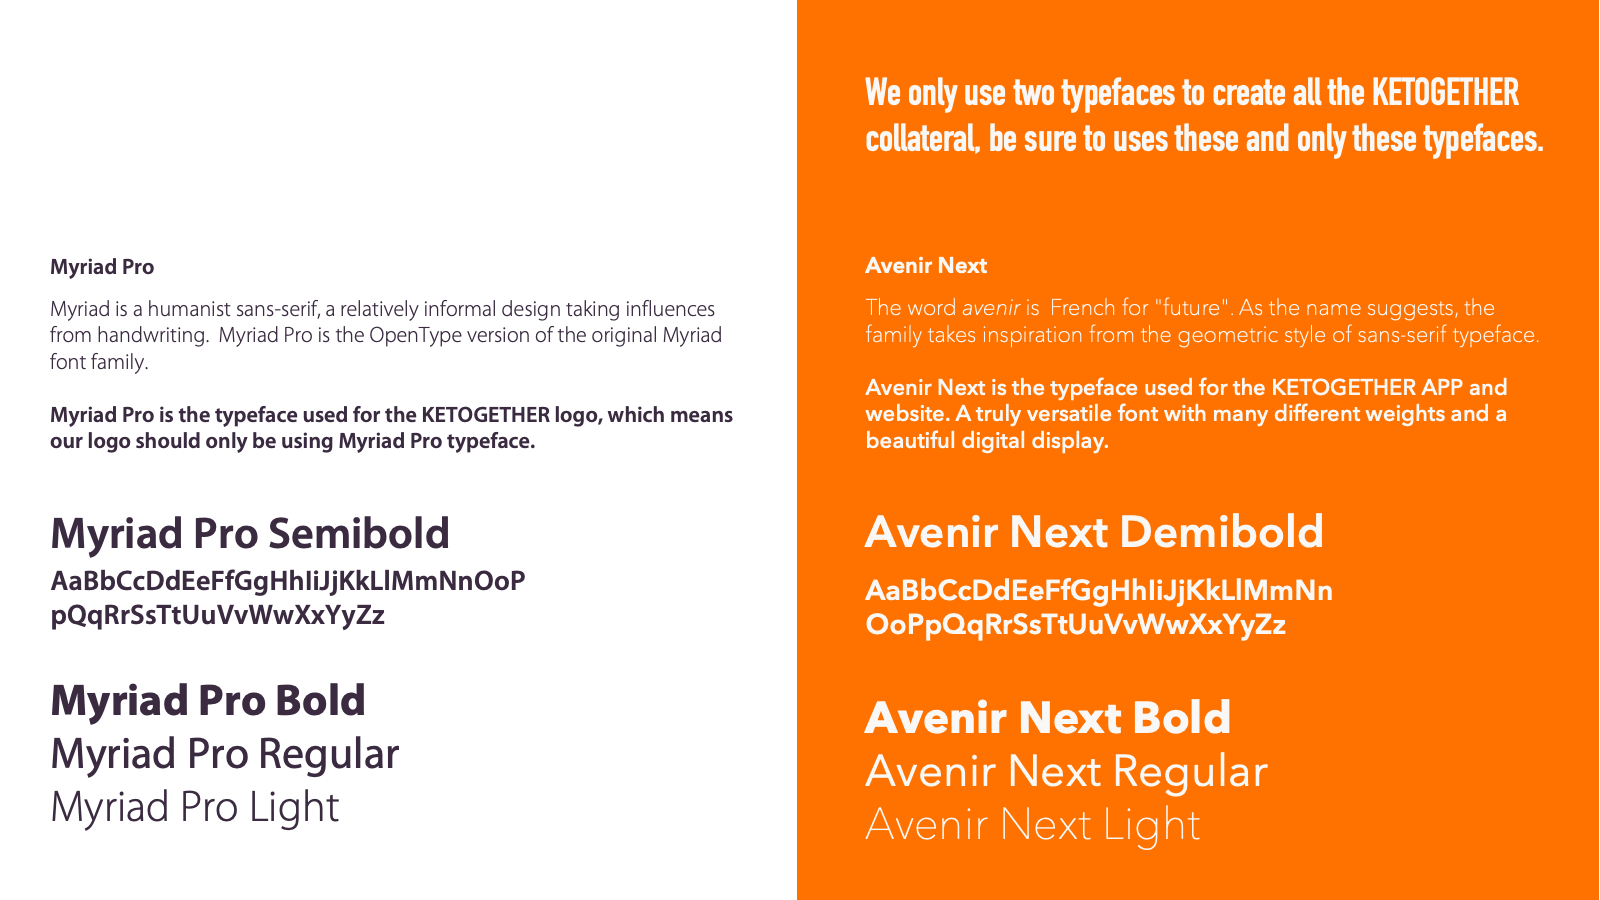 We only use two typefaces to create all the KETOGETHER
collateral, be sure to uses these and only these typefaces.
Myriad Pro
Myriad is a humanist sans-serif, a relatively informal design taking influences
from handwriting.  Myriad Pro is the OpenType version of the original Myriad
font family.
Myriad Pro is the typeface used for the KETOGETHER logo, which means
our logo should only be using Myriad Pro typeface.
Myriad Pro Semibold
AaBbCcDdEeFfGgHhIiJjKkLlMmNnOoP
pQqRrSsTtUuVvWwXxYyZz
Myriad Pro Bold
Myriad Pro Regular
Myriad Pro Light
Avenir Next
The word avenir is  French for "future". As the name suggests, the
family takes inspiration from the geometric style of sans-serif typeface.
Avenir Next is the typeface used for the KETOGETHER APP and
website. A truly versatile font with many different weights and a
beautiful digital display.
Avenir Next Demibold
AaBbCcDdEeFfGgHhIiJjKkLlMmNn
OoPpQqRrSsTtUuVvWwXxYyZz
Avenir Next Bold
Avenir Next Regular
Avenir Next Light